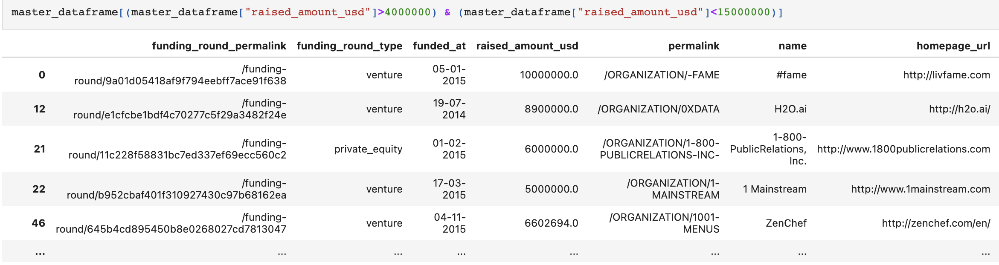 master_dataframe[(master_dataframe["raised_amount_usd"]>4000000) & (master_dataframe["raised_amount_usd"]<15000000)]
funding_round_permalink funding_round_type funded_at raised_amount_usd permalink name homepage_url
/funding- 05-01-
0 venture 10000000.0 /ORGANIZATION/-FAME #fame http://livfame.com
round/9a01d05418af9f794eebff7ace91f638 2015
/funding- 19-07-
12 venture 8900000.0 /ORGANIZATION/0XDATA H2O.ai http://h2o.ai/
round/e1cfcbe1bdf4c70277c5f29a3482f24e 2014
1-800-
/funding- 01-02- /ORGANIZATION/1-800-
21 private_equity 6000000.0 PublicRelations, http://www.1800publicrelations.com
round/11c228f58831bc7ed337ef69ecc560c2 2015 PUBLICRELATIONS-INC-
Inc.
/funding- 17-03- /ORGANIZATION/1-
22 venture 5000000.0 1 Mainstream http://www.1mainstream.com
round/b952cbaf401f310927430c97b68162ea 2015 MAINSTREAM
/funding- 04-11- /ORGANIZATION/1001-
46 venture 6602694.0 ZenChef http://zenchef.com/en/
round/645b4cd895450b8e0268027cd7813047 2015 MENUS
... ... ... ... ... ... ... ...